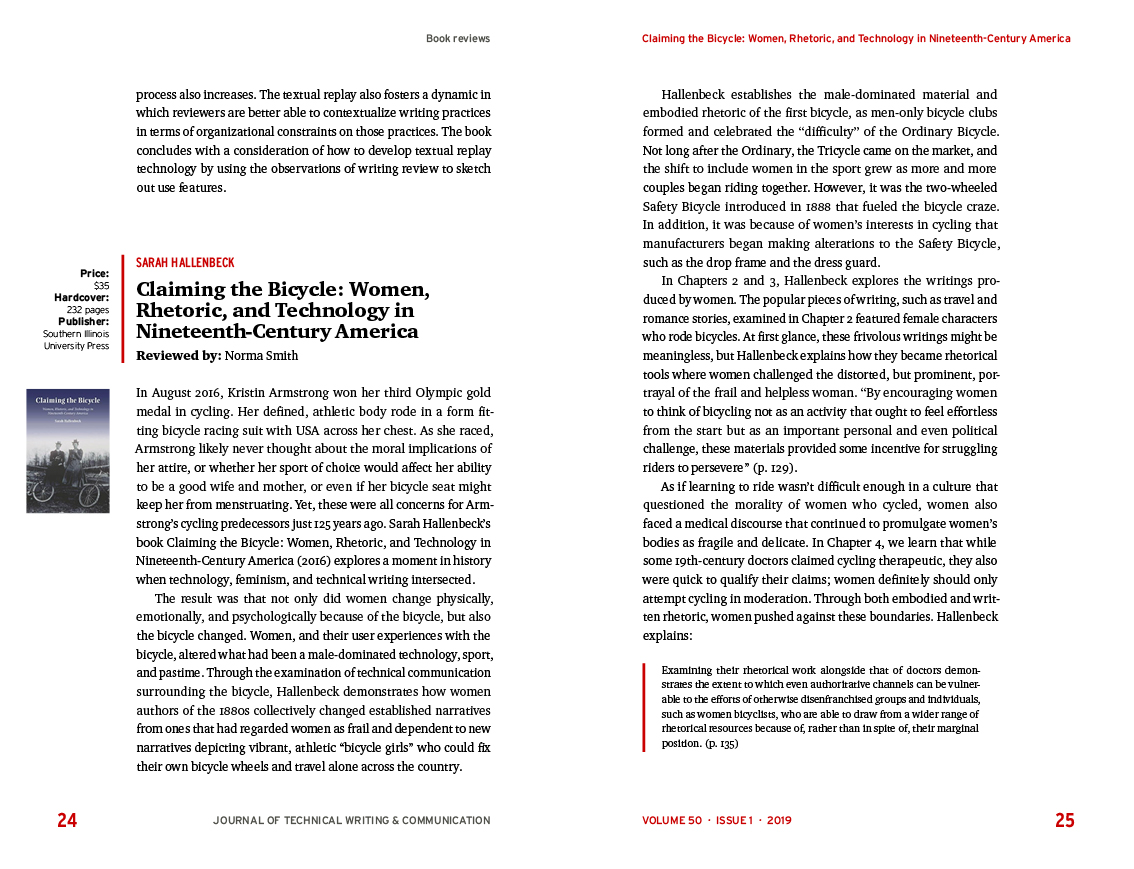 Book reviews
process also increases. The textual replay also fosters a dynamic in
which reviewers are better able to contextualize writing practices
in terms of organizational constraints on those practices. The book
concludes with a consideration of how to develop textual replay
technology by using the observations of writing review to sketch
out use features.
Price:
$35
Hardcover:
232 pages
Publisher:
Southern Illinois
University Press
SARAH HALLENBECK
Claiming the Bicycle: Women,
Rhetoric, and Technology in
Nineteenth-Century America
Reviewed by: Norma Smith
Claiming the Bicycle
Women, Rhetoric, and Technology in
Nineteenth-Century America
Sarah Hallenbeck
In August 2016, Kristin Armstrong won her third Olympic gold
medal in cycling. Her defined, athletic body rode in a form fit-
ting bicycle racing suit with USA across her chest. As she raced,
Armstrong likely never thought about the moral implications of
her attire, or whether her sport of choice would affect her ability
to be a good wife and mother, or even if her bicycle seat might
keep her from menstruating. Yet, these were all concerns for Arm-
strong’s cycling predecessors just 125 years ago. Sarah Hallenbeck’s
book Claiming the Bicycle: Women, Rhetoric, and Technology in
Nineteenth-Century America (2016) explores a moment in history
when technology, feminism, and technical writing intersected.
The result was that not only did women change physically,
emotionally, and psychologically because of the bicycle, but also
the bicycle changed. Women, and their user experiences with the
bicycle, altered what had been a male-dominated technology, sport,
and pastime. Through the examination of technical communication
surrounding the bicycle, Hallenbeck demonstrates how women
authors of the 1880s collectively changed established narratives
from ones that had regarded women as frail and dependent to new
narratives depicting vibrant, athletic “bicycle girls” who could fix
their own bicycle wheels and travel alone across the country.
24
JOURNAL OF TECHNICAL WRITING & COMMUNICATION
Claiming the Bicycle: Women, Rhetoric, and Technology in Nineteenth-Century America
Hallenbeck establishes the male-dominated material and
embodied rhetoric of the first bicycle, as men-only bicycle clubs
formed and celebrated the “difficulty” of the Ordinary Bicycle.
Not long after the Ordinary, the Tricycle came on the market, and
the shift to include women in the sport grew as more and more
couples began riding together. However, it was the two-wheeled
Safety Bicycle introduced in 1888 that fueled the bicycle craze.
In addition, it was because of women’s interests in cycling that
manufacturers began making alterations to the Safety Bicycle,
such as the drop frame and the dress guard.
In Chapters 2 and 3, Hallenbeck explores the writings pro-
duced by women. The popular pieces of writing, such as travel and
romance stories, examined in Chapter 2 featured female characters
who rode bicycles. At first glance, these frivolous writings might be
meaningless, but Hallenbeck explains how they became rhetorical
tools where women challenged the distorted, but prominent, por-
trayal of the frail and helpless woman. “By encouraging women
to think of bicycling not as an activity that ought to feel effortless
from the start but as an important personal and even political
challenge, these materials provided some incentive for struggling
riders to persevere” (p. 129).
As if learning to ride wasn’t difficult enough in a culture that
questioned the morality of women who cycled, women also
faced a medical discourse that continued to promulgate women’s
bodies as fragile and delicate. In Chapter 4, we learn that while
some 19th-century doctors claimed cycling therapeutic, they also
were quick to qualify their claims; women definitely should only
attempt cycling in moderation. Through both embodied and writ-
ten rhetoric, women pushed against these boundaries. Hallenbeck
explains:
Examining their rhetorical work alongside that of doctors demon-
strates the extent to which even authoritative channels can be vulner-
able to the efforts of otherwise disenfranchised groups and individuals,
such as women bicyclists, who are able to draw from a wider range of
rhetorical resources because of, rather than in spite of, their marginal
position. (p. 135)
VOLUME 50 · ISSUE 1 · 2019
25